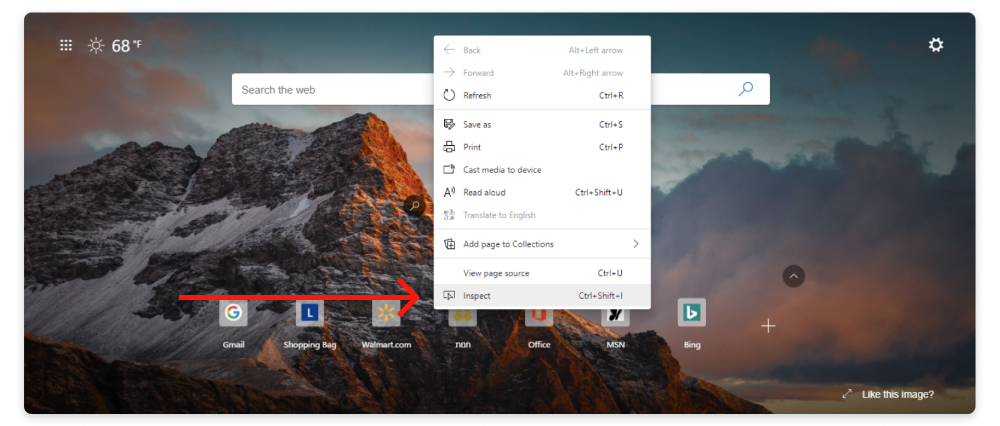 68 °F
Search the web
Back Alt+Left arrow
Forward Alt+Right arrow
Refresh Ctrl+R
Save as Ctrl+S
Print Ctrl+P
Cast media to device
Read aloud Ctrl+Shift+U
Translate to English
Add page to Collections
View page source Ctrl+U
Inspect Ctrl+Shift+I
L
Gmail
Shopping Bag
Walmart.com
חנות
Office
MSN
Bing
Like this image?